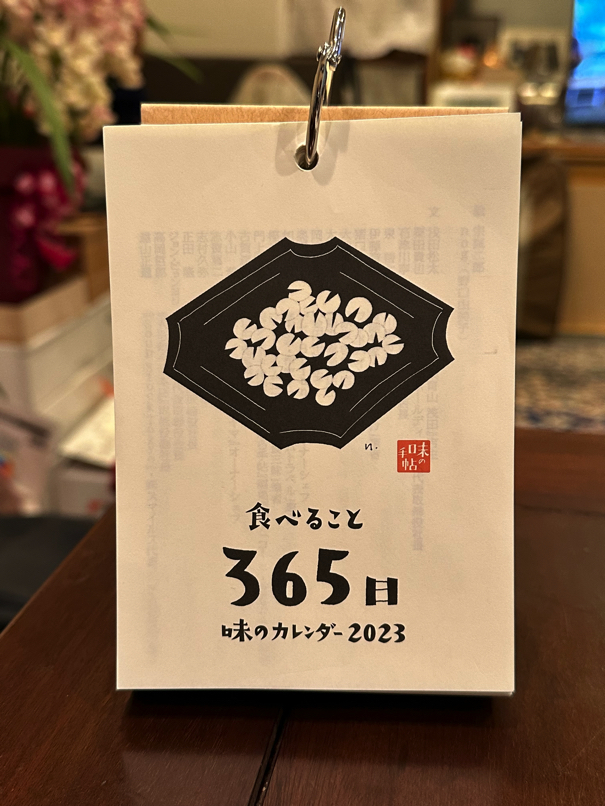 n.
味の
手帖
食べること
365日
味のカレンダー2023